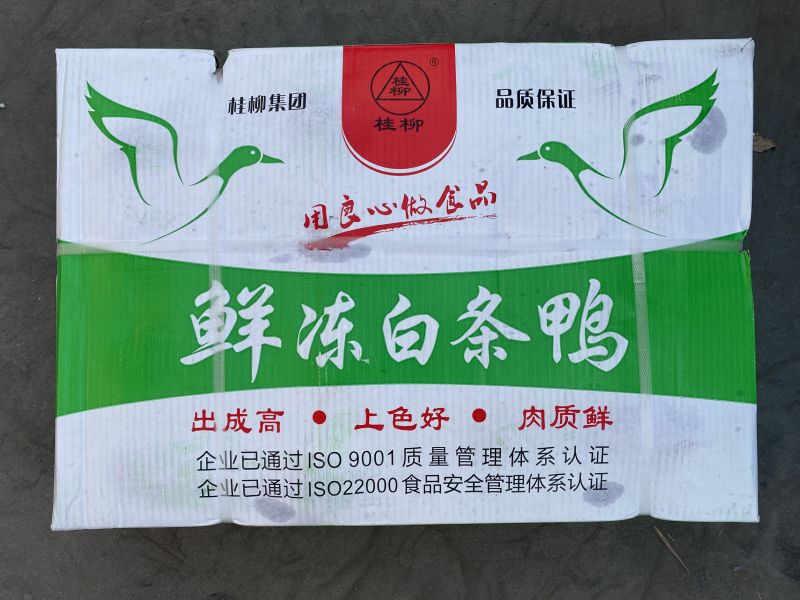 桂柳集团
桂柳
®
桂柳
品质保证
用良心做食品
鲜冻白条鸭
出成高 • 上色好 • 肉质鲜
企业已通过ISO 9001质量管理体系认证
企业已通过ISO22000食品安全管理体系认证